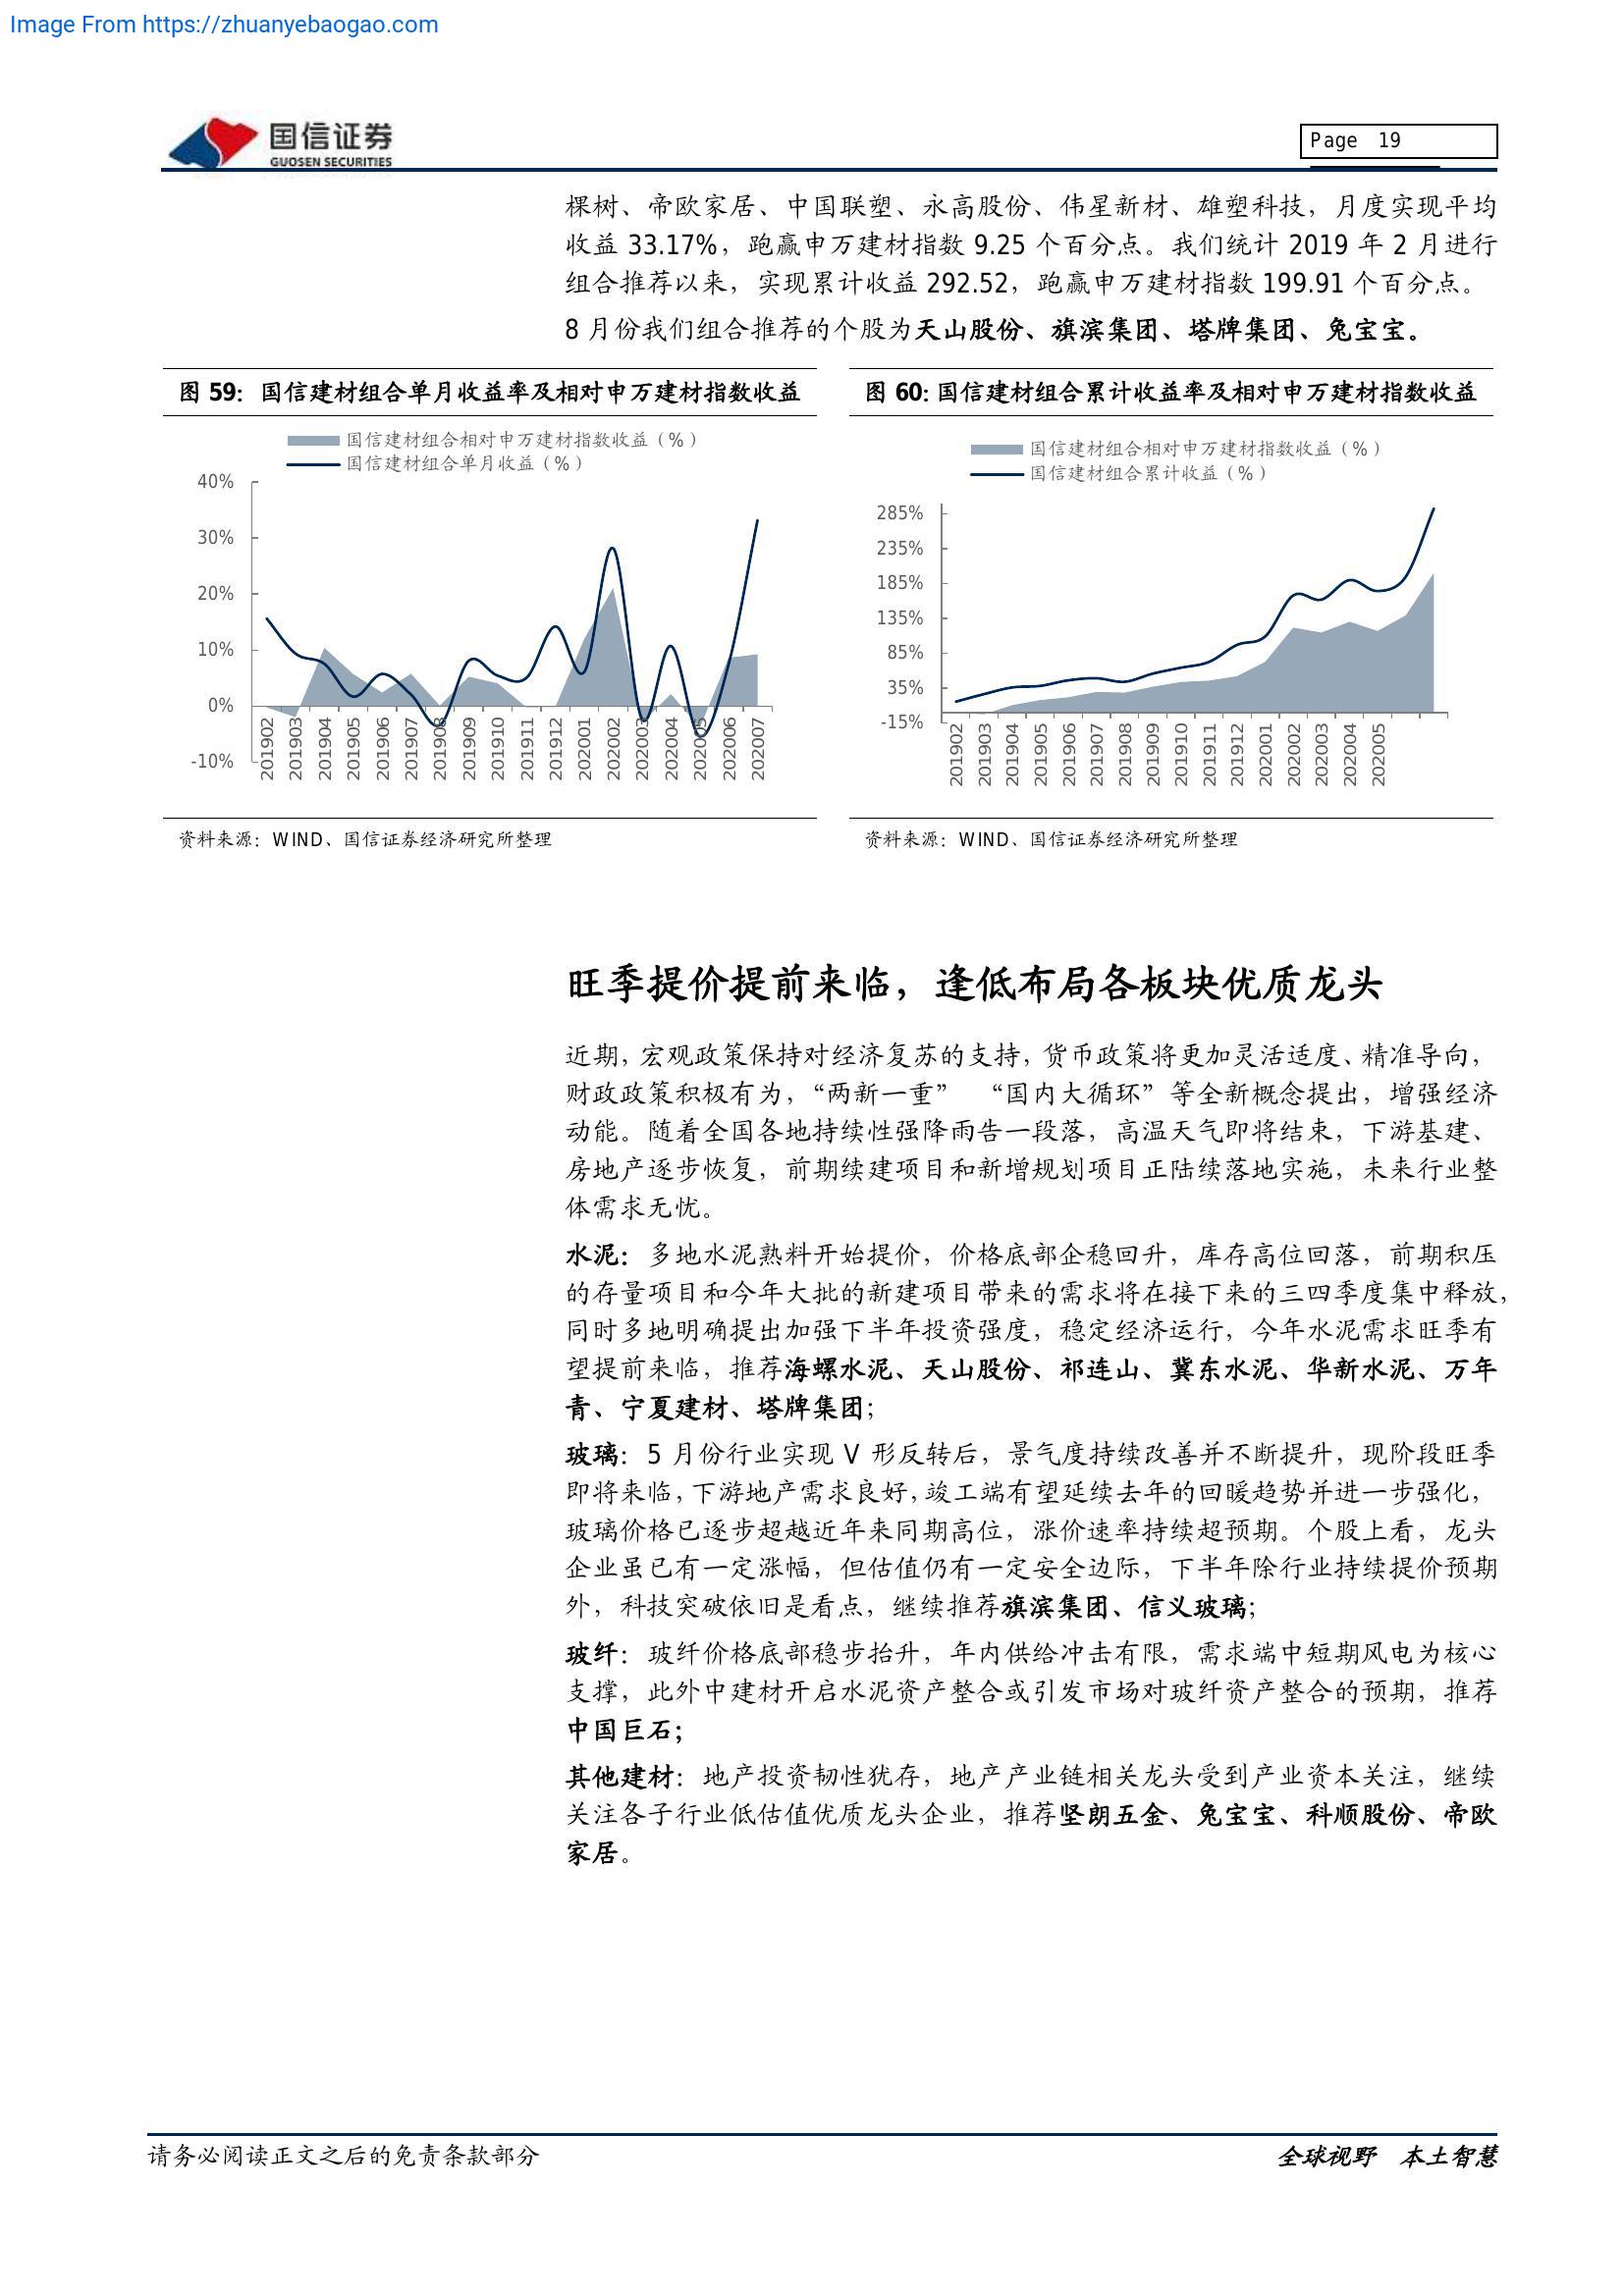 Image From https://zhuanyebaogao.com
国信证券
GUOSEN SECURITIES
Page 19
棵树、帝欧家居、中国联塑、永高股份、伟星新材、雄塑科技，月度实现平均
收益 33.17%，跑赢申万建材指数 9.25 个百分点。我们统计 2019 年 2 月进行
组合推荐以来，实现累计收益 292.52，跑赢申万建材指数 199.91 个百分点。
8 月份我们组合推荐的个股为天山股份、旗滨集团、塔牌集团、兔宝宝。
图 59：国信建材组合单月收益率及相对申万建材指数收益
国信建材组合相对申万建材指数收益（%）
国信建材组合单月收益（%）
40%
30%
20%
10%
0%
-10%
201902
201903
201904
201905
201906
201907
201908
201909
201910
201911
201912
202001
202002
202003
202004
202005
202006
202007
资料来源：WIND、国信证券经济研究所整理
图 60：国信建材组合累计收益率及相对申万建材指数收益
国信建材组合相对申万建材指数收益（%）
国信建材组合累计收益（%）
285%
235%
185%
135%
85%
35%
-15%
201902
201903
201904
201905
201906
201907
201908
201909
201910
201911
201912
202001
202002
202003
202004
202005
资料来源：WIND、国信证券经济研究所整理
旺季提价提前来临，逢低布局各板块优质龙头
近期，宏观政策保持对经济复苏的支持，货币政策将更加灵活适度、精准导向，
财政政策积极有为，“两新一重” “国内大循环”等全新概念提出，增强经济
动能。随着全国各地持续性强降雨告一段落，高温天气即将结束，下游基建、
房地产逐步恢复，前期续建项目和新增规划项目正陆续落地实施，未来行业整
体需求无忧。
水泥：多地水泥熟料开始提价，价格底部企稳回升，库存高位回落，前期积压
的存量项目和今年大批的新建项目带来的需求将在接下来的三四季度集中释放，
同时多地明确提出加强下半年投资强度，稳定经济运行，今年水泥需求旺季有
望提前来临，推荐海螺水泥、天山股份、祁连山、冀东水泥、华新水泥、万年
青、宁夏建材、塔牌集团；
玻璃：5 月份行业实现 V 形反转后，景气度持续改善并不断提升，现阶段旺季
即将来临，下游地产需求良好，竣工端有望延续去年的回暖趋势并进一步强化，
玻璃价格已逐步超越近年来同期高位，涨价速率持续超预期。个股上看，龙头
企业虽已有一定涨幅，但估值仍有一定安全边际，下半年除行业持续提价预期
外，科技突破依旧是看点，继续推荐旗滨集团、信义玻璃；
玻纤：玻纤价格底部稳步抬升，年内供给冲击有限，需求端中短期风电为核心
支撑，此外中建材开启水泥资产整合或引发市场对玻纤资产整合的预期，推荐
中国巨石；
其他建材：地产投资韧性犹存，地产产业链相关龙头受到产业资本关注，继续
关注各子行业低估值优质龙头企业，推荐坚朗五金、兔宝宝、科顺股份、帝欧
家居。
请务必阅读正文之后的免责条款部分
全球视野 本土智慧